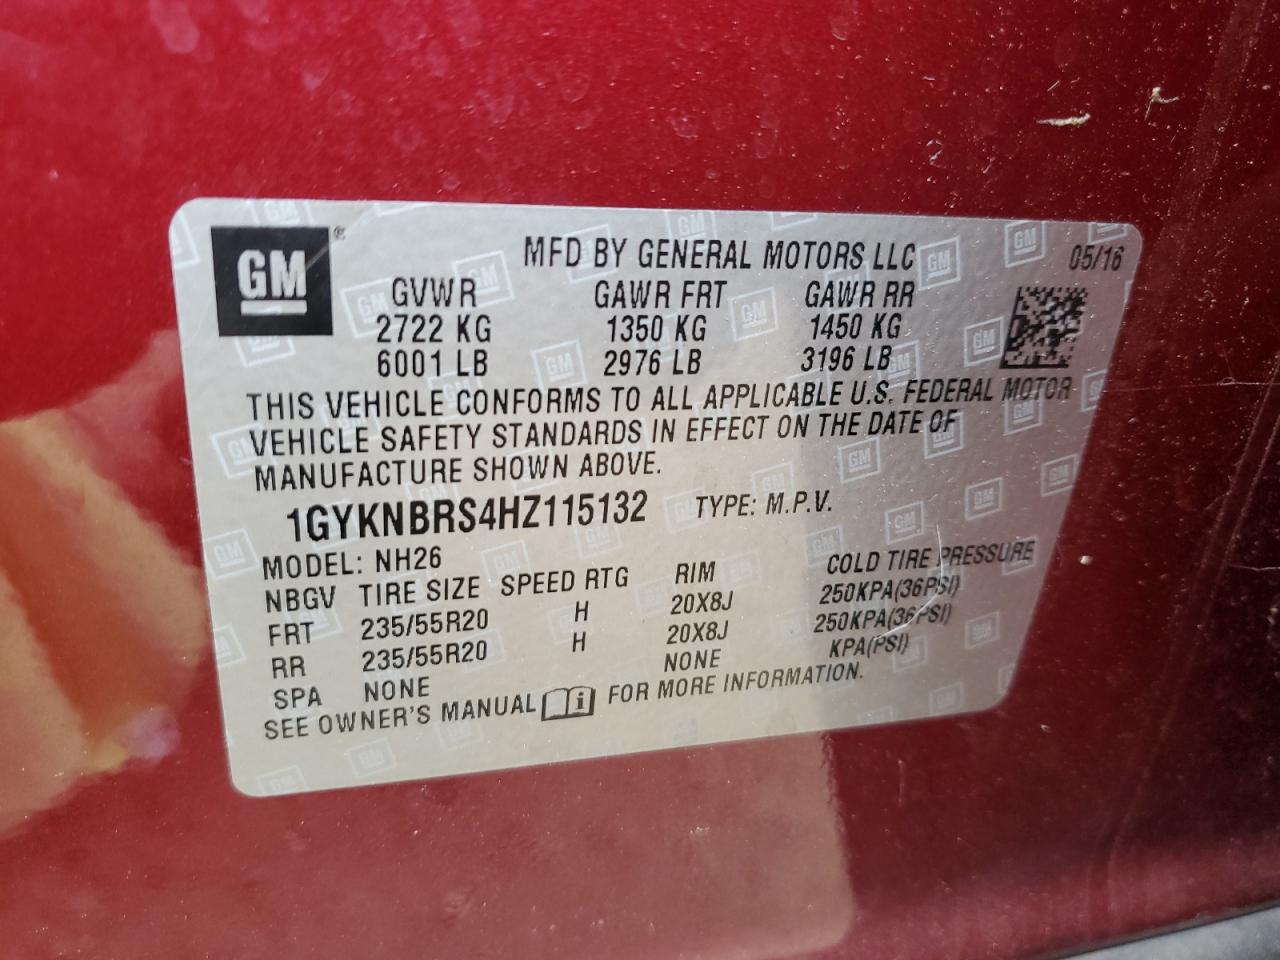 GM ®
MFD BY GENERAL MOTORS LLC 05/16
GVWR GAWR FRT GAWR RR
2722 KG 1350 KG 1450 KG
6001 LB 2976 LB 3196 LB
THIS VEHICLE CONFORMS TO ALL APPLICABLE U.S. FEDERAL MOTOR
VEHICLE SAFETY STANDARDS IN EFFECT ON THE DATE OF
MANUFACTURE SHOWN ABOVE.
1GYKNBRS4HZ115132 TYPE: M.P.V.
MODEL: NH26
NBGV TIRE SIZE SPEED RTG RIM COLD TIRE PRESSURE
FRT 235/55R20 H 20X8J 250KPA(36PSI)
RR 235/55R20 H 20X8J 250KPA(36PSI)
SPA NONE NONE KPA(PSI)
SEE OWNER'S MANUAL i FOR MORE INFORMATION.